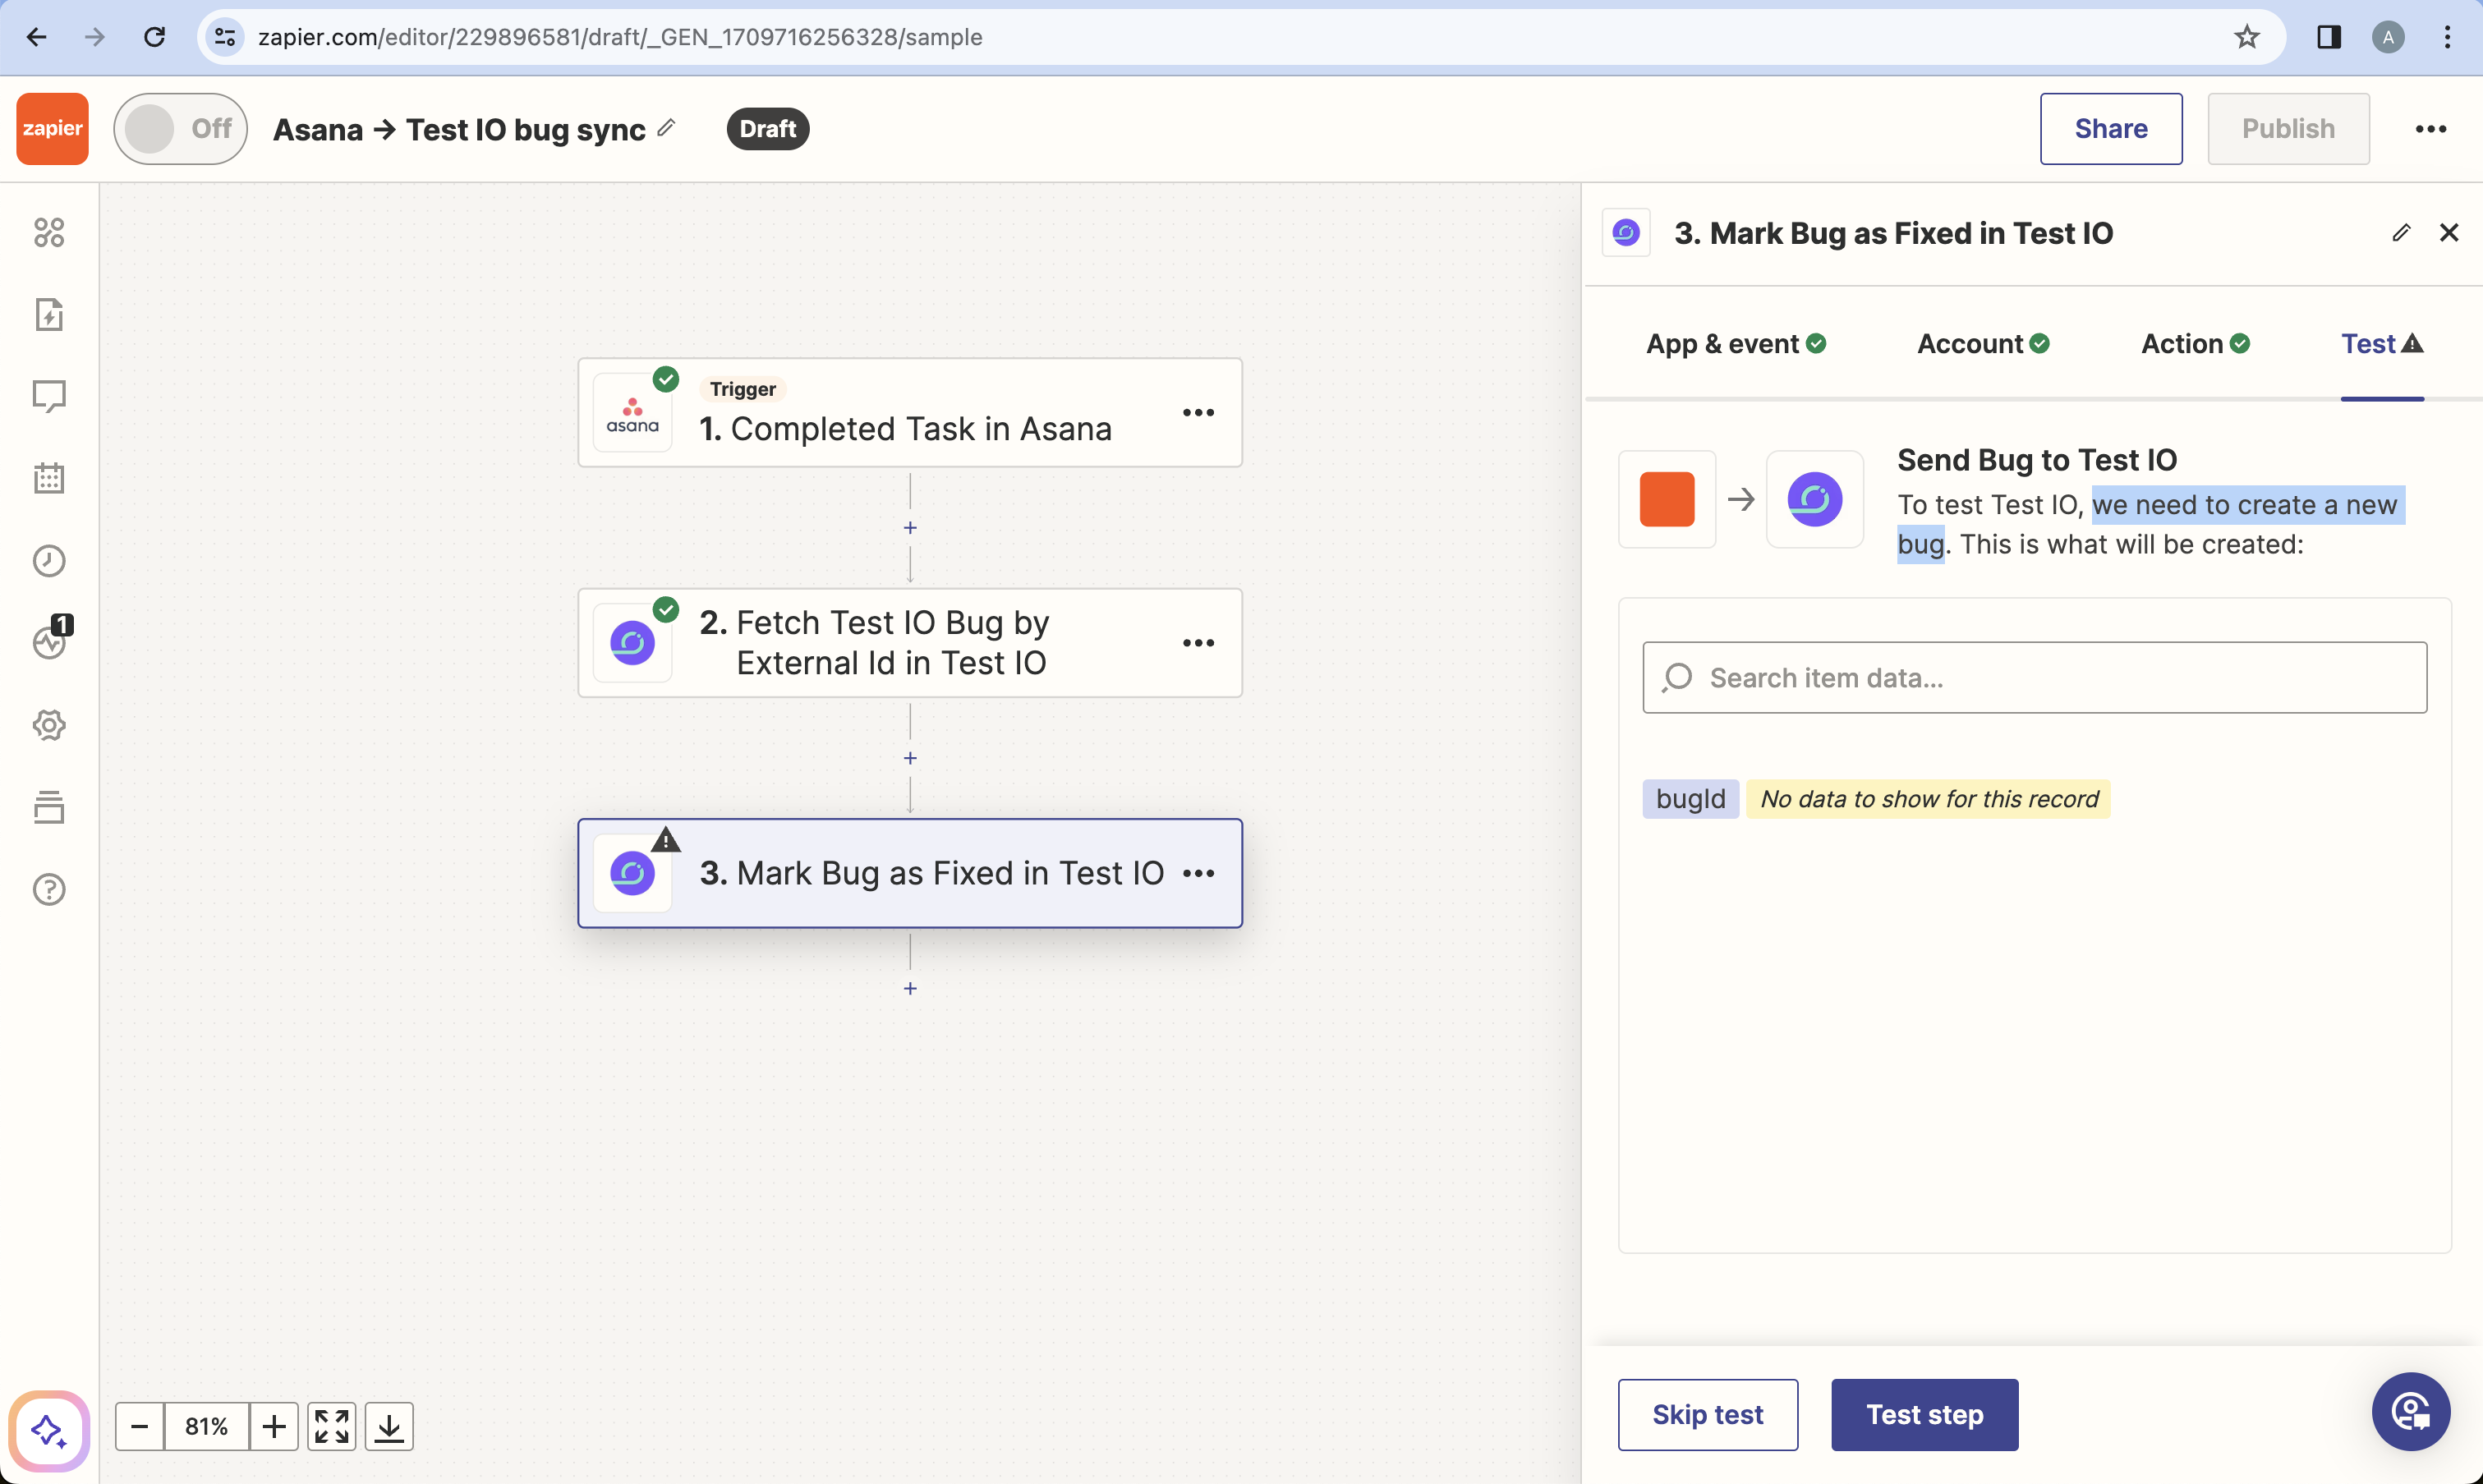 zapier.com/editor/229896581/draft/_GEN_1709716256328/sample
A
zapier
Off
Asana → Test IO bug sync
Draft
Share
Publish
3. Mark Bug as Fixed in Test IO
App & event
Account
Action
Test
Trigger
asana
1. Completed Task in Asana
Send Bug to Test IO
To test Test IO, we need to create a new
bug. This is what will be created:
2. Fetch Test IO Bug by
External Id in Test IO
1
Search item data...
bugId
No data to show for this record
3. Mark Bug as Fixed in Test IO
81%
Skip test
Test step